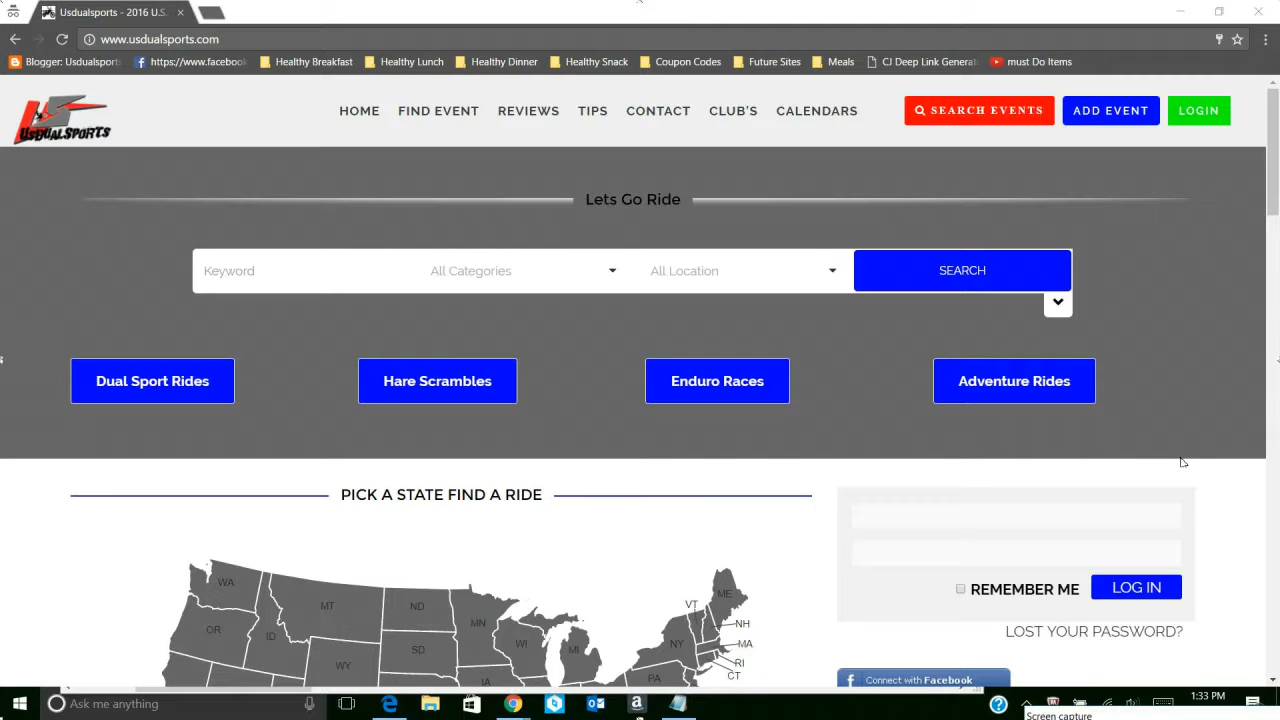 Usdualsports - 2016 U.S.
www.usdualsports.com
Blogger: Usdualsports
https://www.facebook
Healthy Breakfast
Healthy Lunch
Healthy Dinner
Healthy Snack
Coupon Codes
Future Sites
Meals
CJ Deep Link Generat
must Do Items
USDUALSPORTS
HOME
FIND EVENT
REVIEWS
TIPS
CONTACT
CLUB'S
CALENDARS
SEARCH EVENTS
ADD EVENT
LOGIN
Lets Go Ride
Keyword
All Categories
All Location
SEARCH
Dual Sport Rides
Hare Scrambles
Enduro Races
Adventure Rides
PICK A STATE FIND A RIDE
WA
MT
ND
MN
OR
ID
SD
WY
WI
MI
IA
NY
PA
VT
ME
NH
MA
RI
CT
REMEMBER ME
LOG IN
LOST YOUR PASSWORD?
Connect with Facebook
Ask me anything
1:33 PM
Screen capture